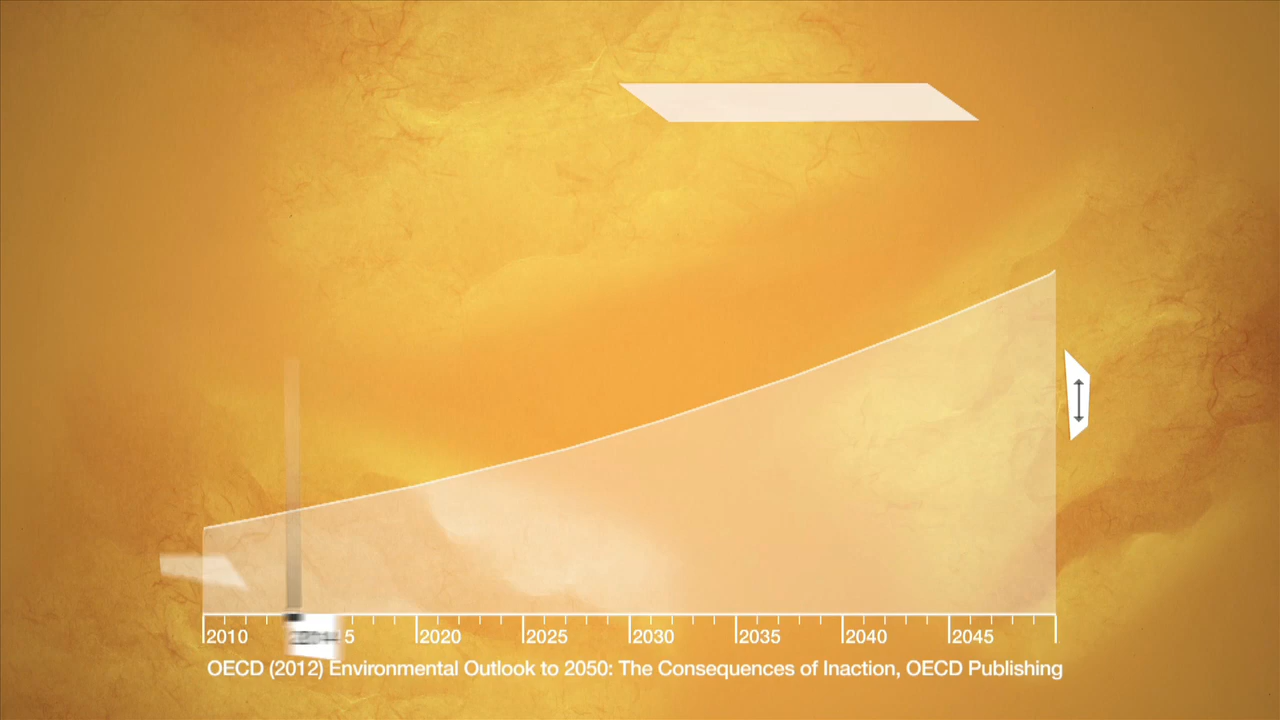 2010 5 2020 2025 2030 2035 2040 2045
OECD (2012) Environmental Outlook to 2050: The Consequences of Inaction, OECD Publishing